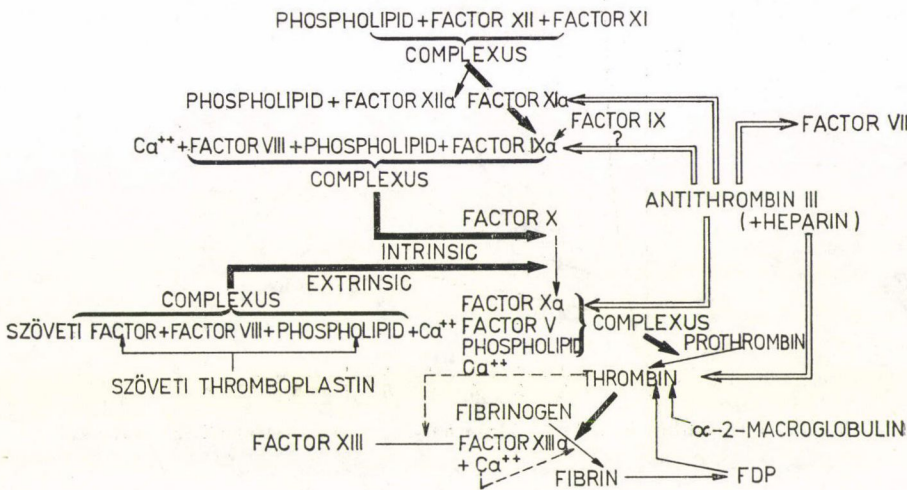 PHOSPHOLIPID + FACTOR XII + FACTOR XI
COMPLEXUS
PHOSPHOLIPID + FACTOR XIIa FACTOR XIa
FACTOR IX
?
FACTOR VII
Ca++ + FACTOR VIII + PHOSPHOLIPID + FACTOR IXa
COMPLEXUS
ANTITHROMBIN III
(+HEPARIN)
FACTOR X
INTRINSIC
EXTRINSIC
COMPLEXUS
SZÖVETI FACTOR + FACTOR VIII + PHOSPHOLIPID + Ca++
SZÖVETI THROMBOPLASTIN
FACTOR Xa
FACTOR V
PHOSPHOLIPID
Ca++
COMPLEXUS
PROTHROMBIN
THROMBIN
FIBRINOGEN
α-2-MACROGLOBULIN
FACTOR XIII
FACTOR XIIIa
+ Ca++
FIBRIN
FDP